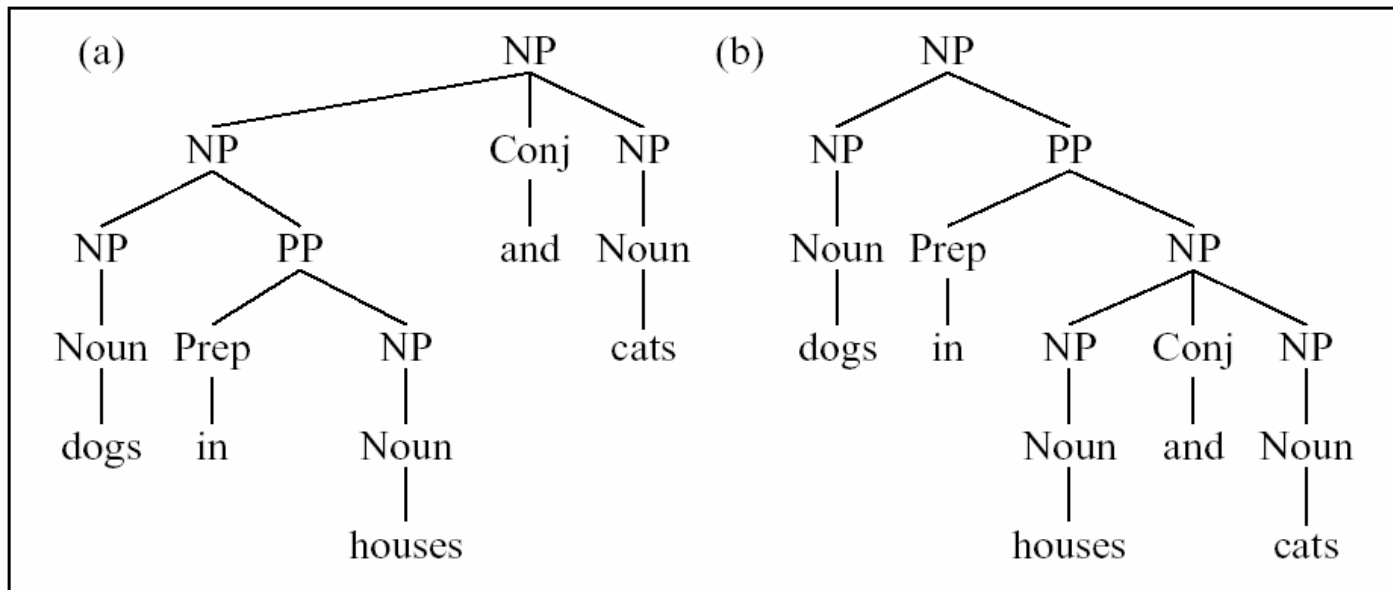 (a) NP (b) NP
NP Conj NP NP PP
NP PP and Noun Noun Prep NP
Noun Prep NP cats dogs in NP Conj NP
dogs in Noun Noun and Noun
houses houses cats